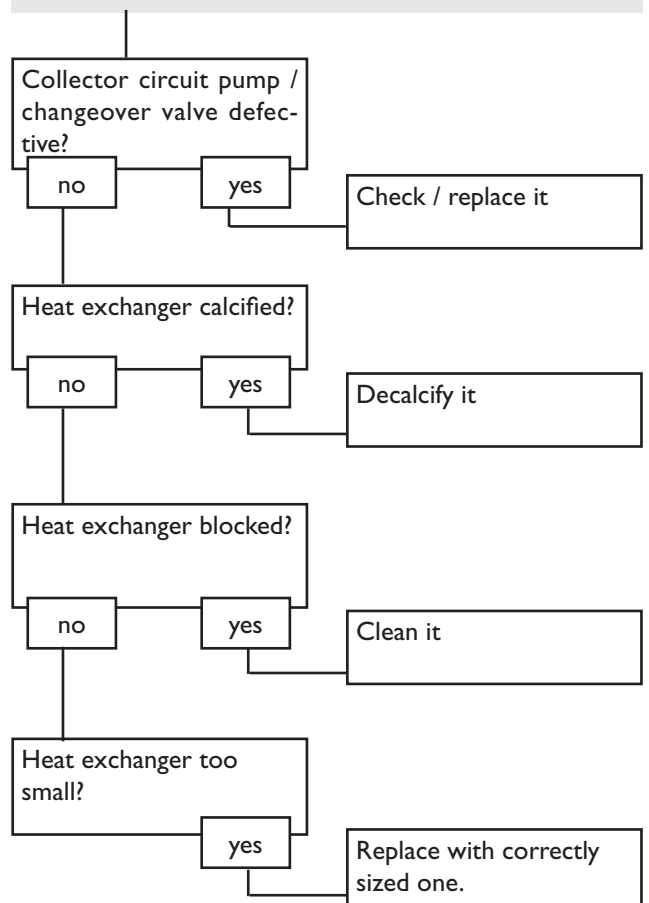 Collector circuit pump /
changeover valve defec-
tive?
no
yes
Check / replace it
Heat exchanger calcified?
no
yes
Decalcify it
Heat exchanger blocked?
no
yes
Clean it
Heat exchanger too
small?
yes
Replace with correctly
sized one.